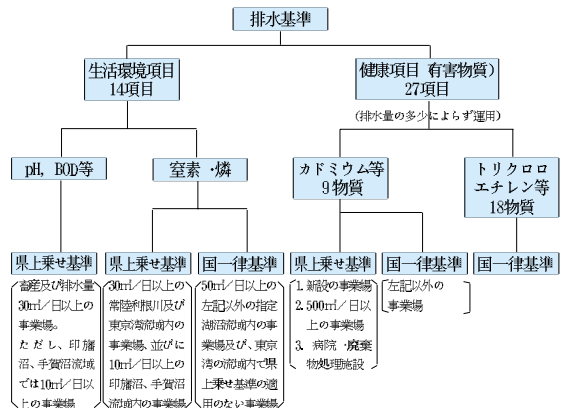 排水基準
生活環境項目
14項目
健康項目（有害物質）
27項目
(排水量の多少によらず運用)
pH, BOD等
窒素・燐
カドミウム等
9物質
トリクロロ
エチレン等
18物質
県上乗せ基準
畜産及び排水量
30㎥/日以上の
事業場。
ただし、印旛
沼、手賀沼流域
では10㎥/日以
上の事業場
県上乗せ基準
30㎥/日以上の
常陸利根川及び
東京湾流域内の
事業場、並びに
10㎥/日以上の
印旛沼、手賀沼
流域内の事業場
国一律基準
50㎥/日以上の
左記以外の指定
湖沼流域内の事
業場及び、東京
湾の流域内で県
上乗せ基準の適
用のない事業場
県上乗せ基準
1. 新設の事業場
2. 500㎥/日以
上の事業場
3. 病院・廃棄
物処理施設
国一律基準
左記以外の
事業場
国一律基準